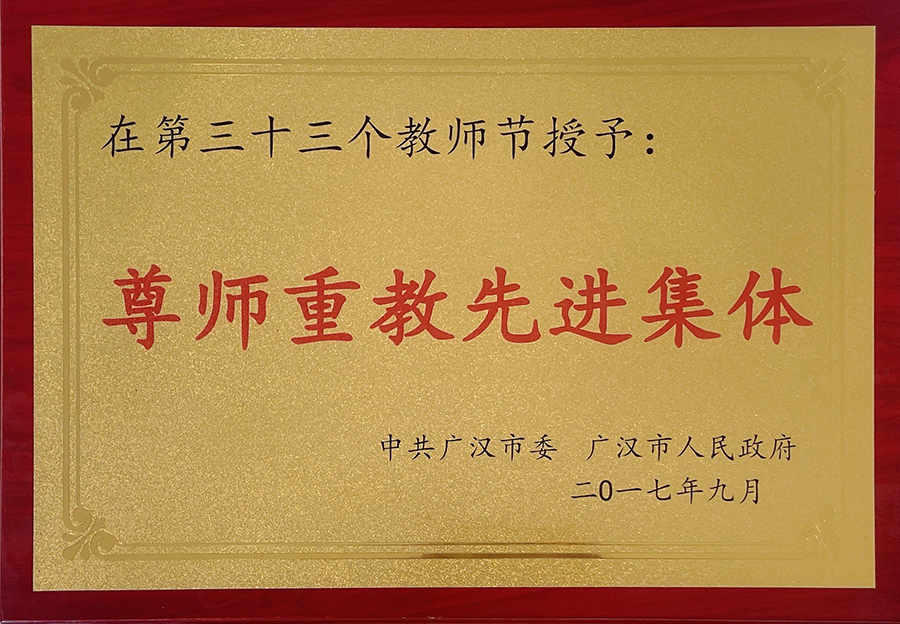 在第三十三个教师节授予：
尊师重教先进集体
中共广汉市委 广汉市人民政府
二0一七年九月